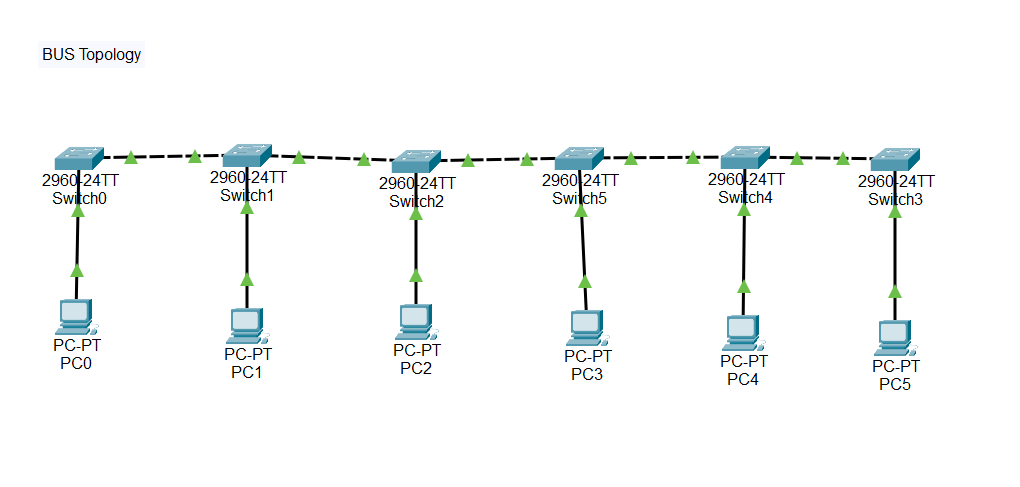 BUS Topology
2960-24TT
Switch0
2960-24TT
Switch1
2960-24TT
Switch2
2960-24TT
Switch5
2960-24TT
Switch4
2960-24TT
Switch3
PC-PT
PC0
PC-PT
PC1
PC-PT
PC2
PC-PT
PC3
PC-PT
PC4
PC-PT
PC5